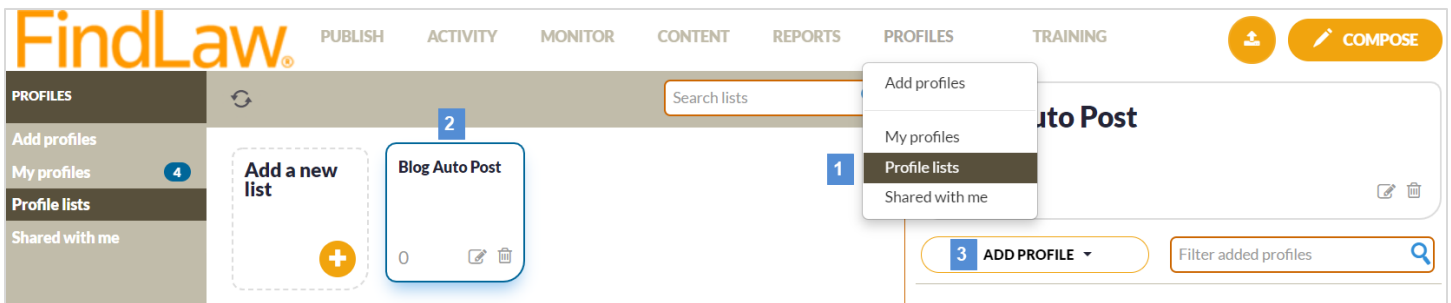 FindLaw®
PUBLISH ACTIVITY MONITOR CONTENT REPORTS PROFILES TRAINING
COMPOSE
PROFILES
Add profiles
My profiles 4
Profile lists
Shared with me
Search lists
2
Add a new
list
Blog Auto Post
0
1
Add profiles
My profiles
Profile lists
Shared with me
uto Post
3 ADD PROFILE
Filter added profiles